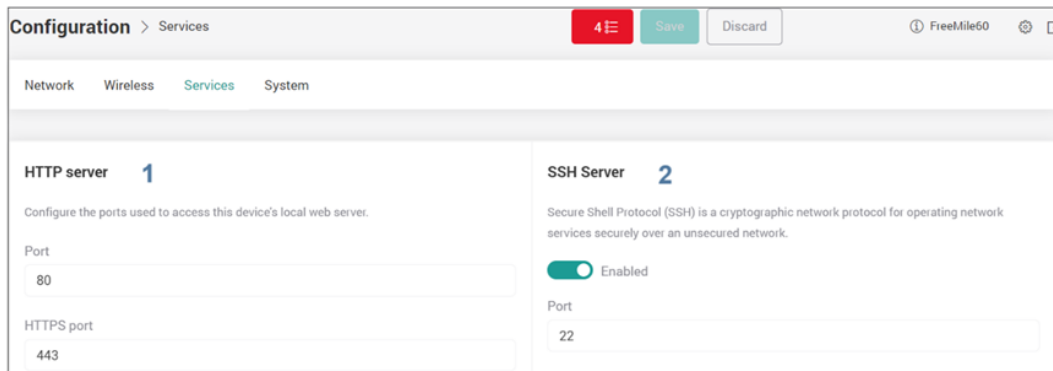 Configuration > Services
4
Save
Discard
FreeMile60
Network Wireless Services System
HTTP server 1
Configure the ports used to access this device's local web server.
Port
80
HTTPS port
443
SSH Server 2
Secure Shell Protocol (SSH) is a cryptographic network protocol for operating network
services securely over an unsecured network.
Enabled
Port
22